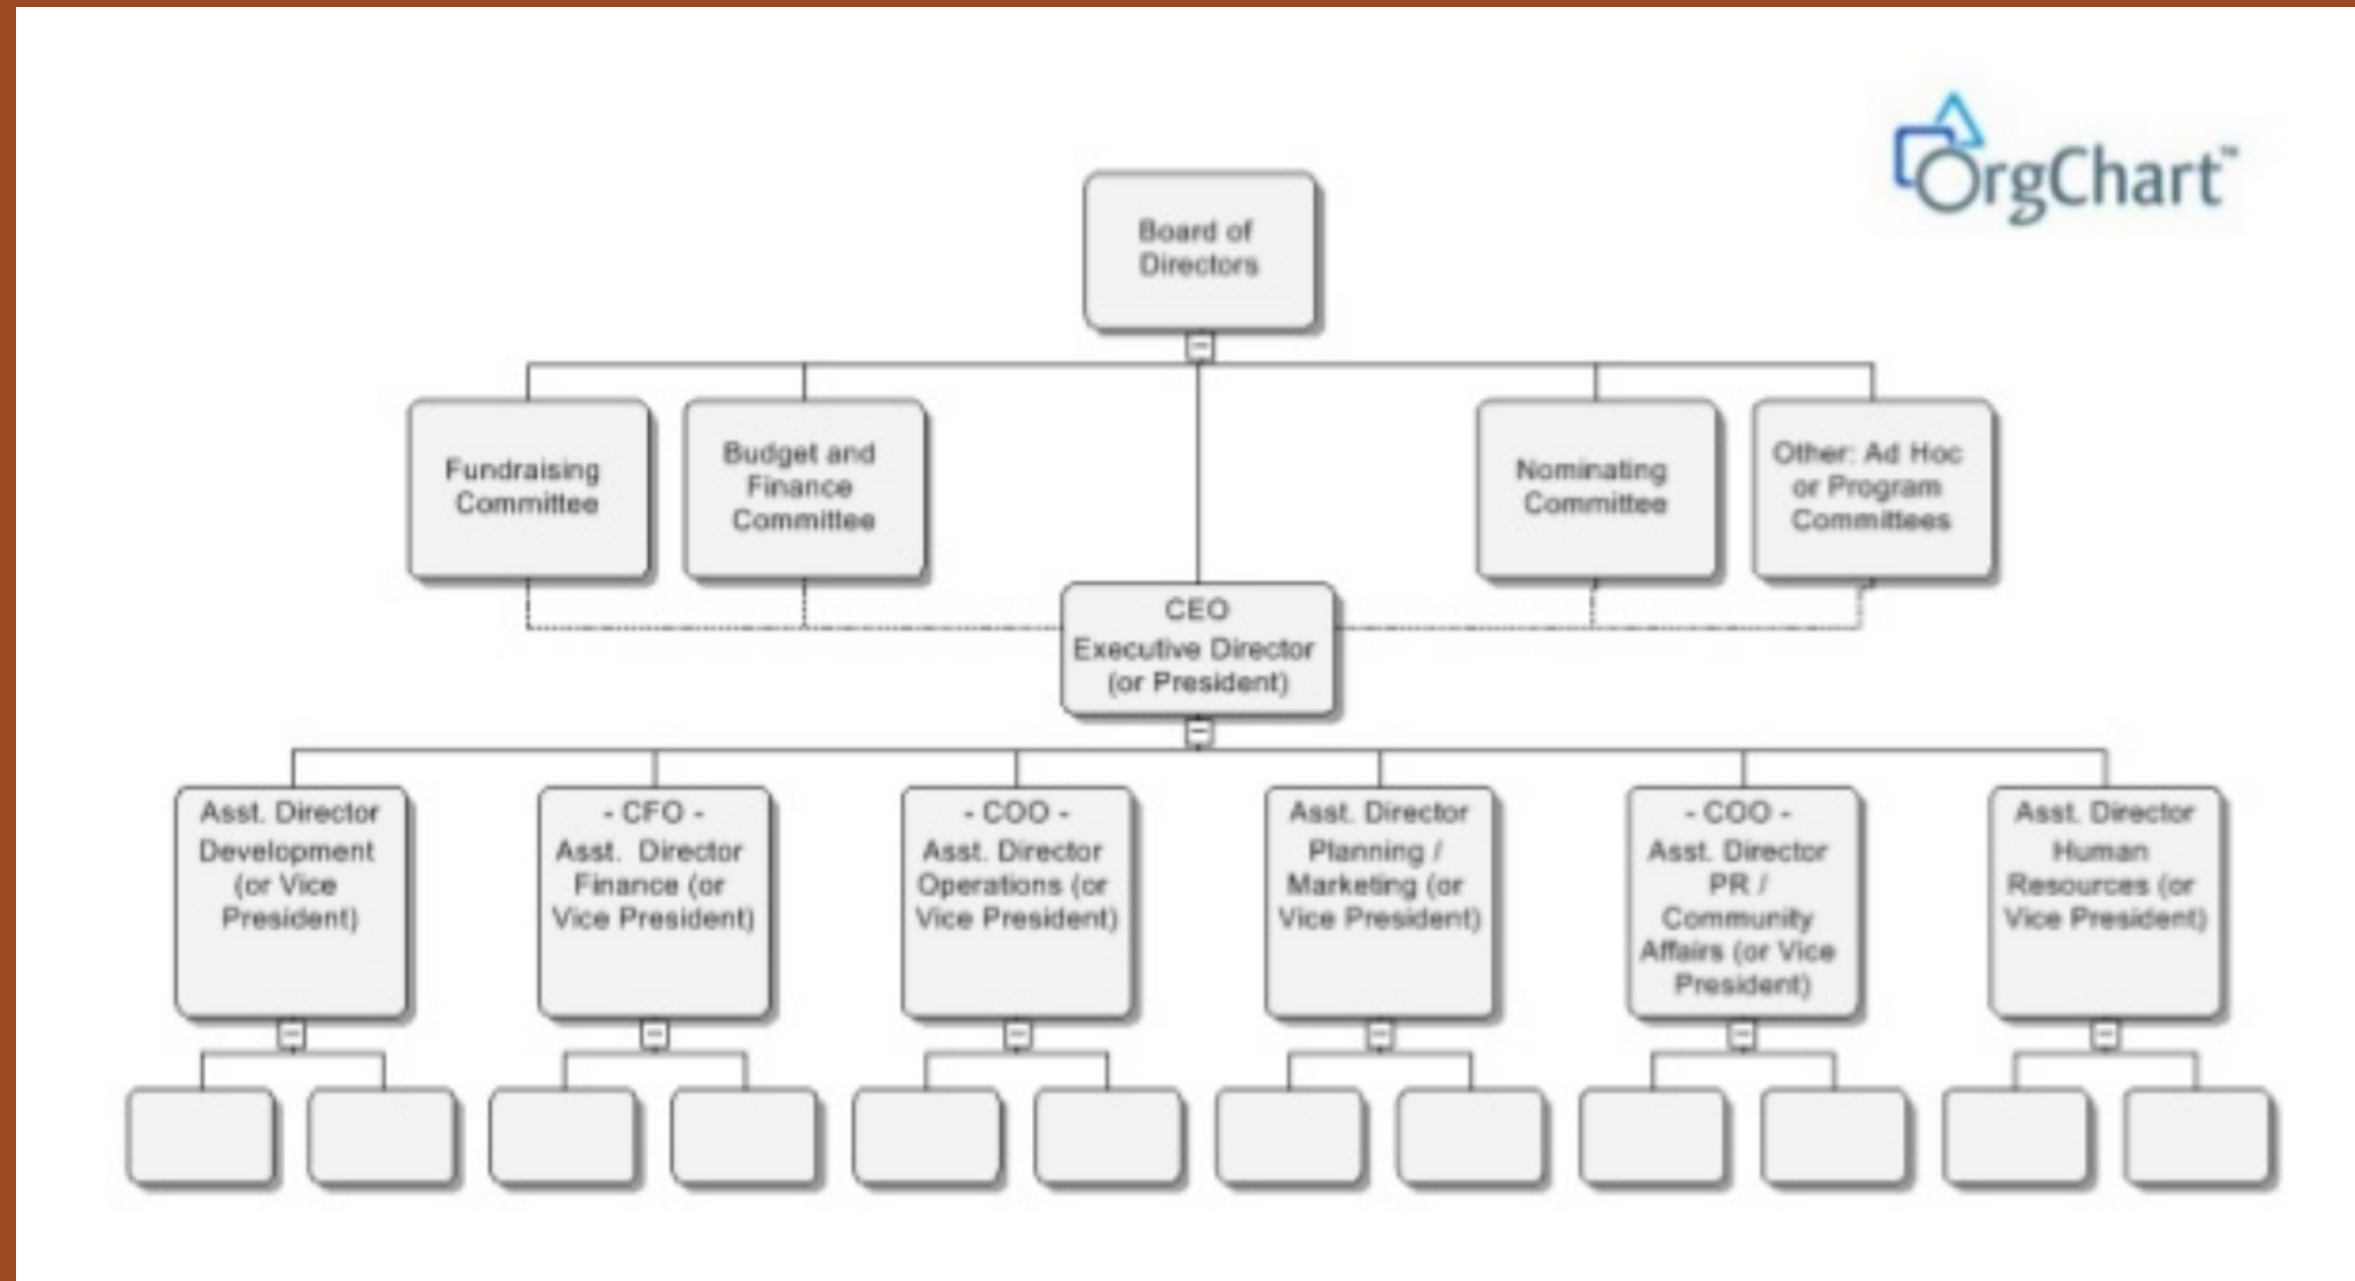 OrgChart™
Board of
Directors
Fundraising
Committee
Budget and
Finance
Committee
Nominating
Committee
Other: Ad Hoc
or Program
Committees
CEO
Executive Director
(or President)
Asst. Director
Development
(or Vice
President)
- CFO -
Asst. Director
Finance (or
Vice President)
- COO -
Asst. Director
Operations (or
Vice President)
Asst. Director
Planning /
Marketing (or
Vice President)
- COO -
Asst. Director
PR /
Community
Affairs (or Vice
President)
Asst. Director
Human
Resources (or
Vice President)